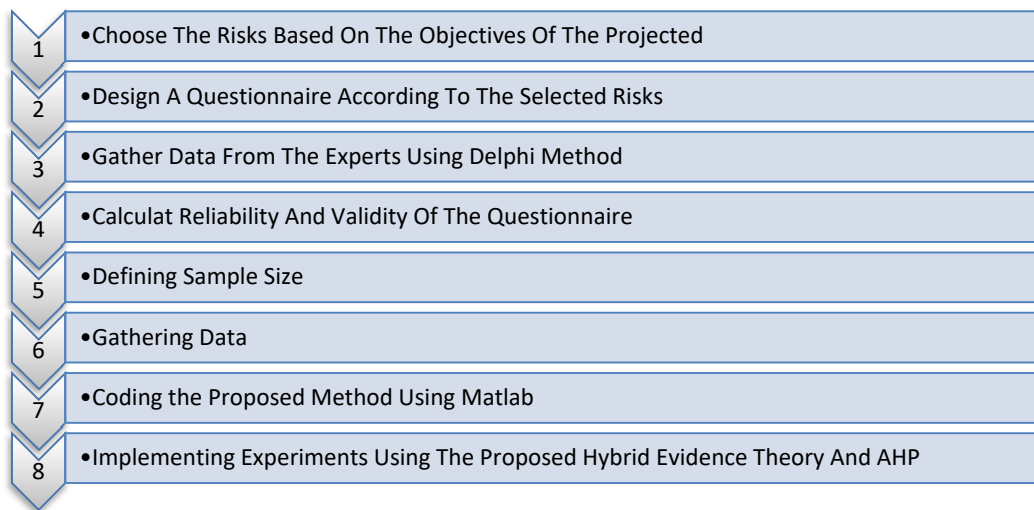 1 •Choose The Risks Based On The Objectives Of The Projected
2 •Design A Questionnaire According To The Selected Risks
3 •Gather Data From The Experts Using Delphi Method
4 •Calculat Reliability And Validity Of The Questionnaire
5 •Defining Sample Size
6 •Gathering Data
7 •Coding the Proposed Method Using Matlab
8 •Implementing Experiments Using The Proposed Hybrid Evidence Theory And AHP